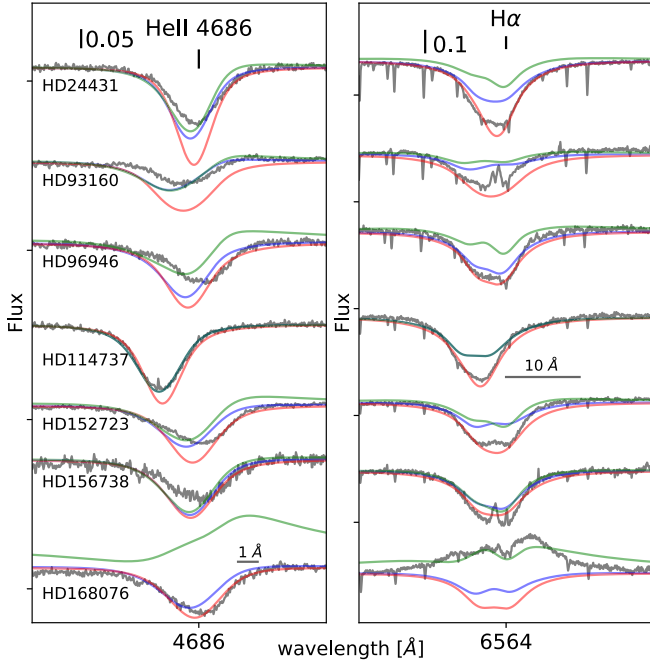 HeII 4686
0.05
Hα
0.1
HD24431
HD93160
HD96946
HD114737
HD152723
HD156738
HD168076
Flux
Flux
10 Å
1 Å
4686
wavelength [Å]
6564